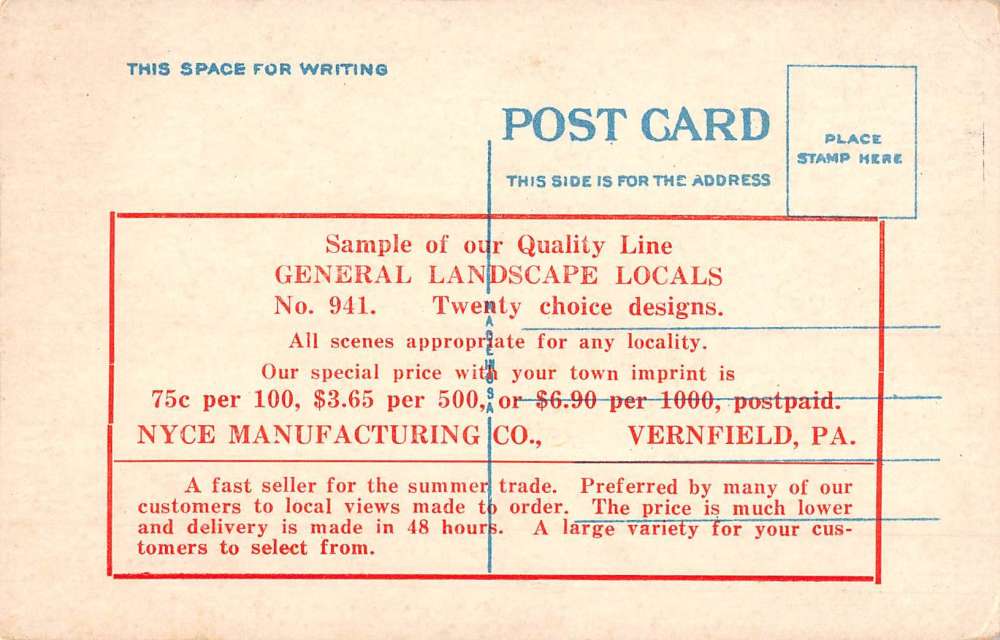 THIS SPACE FOR WRITING
POST CARD
THIS SIDE IS FOR THE ADDRESS
PLACE
STAMP HERE
Sample of our Quality Line
GENERAL LANDSCAPE LOCALS
No. 941. Twenty choice designs.
All scenes appropriate for any locality.
Our special price with your town imprint is
75c per 100, $3.65 per 500, or $6.90 per 1000, postpaid.
NYCE MANUFACTURING CO., VERNFIELD, PA.
A fast seller for the summer trade. Preferred by many of our
customers to local views made to order. The price is much lower
and delivery is made in 48 hours. A large variety for your cus-
tomers to select from.
MADE IN USA